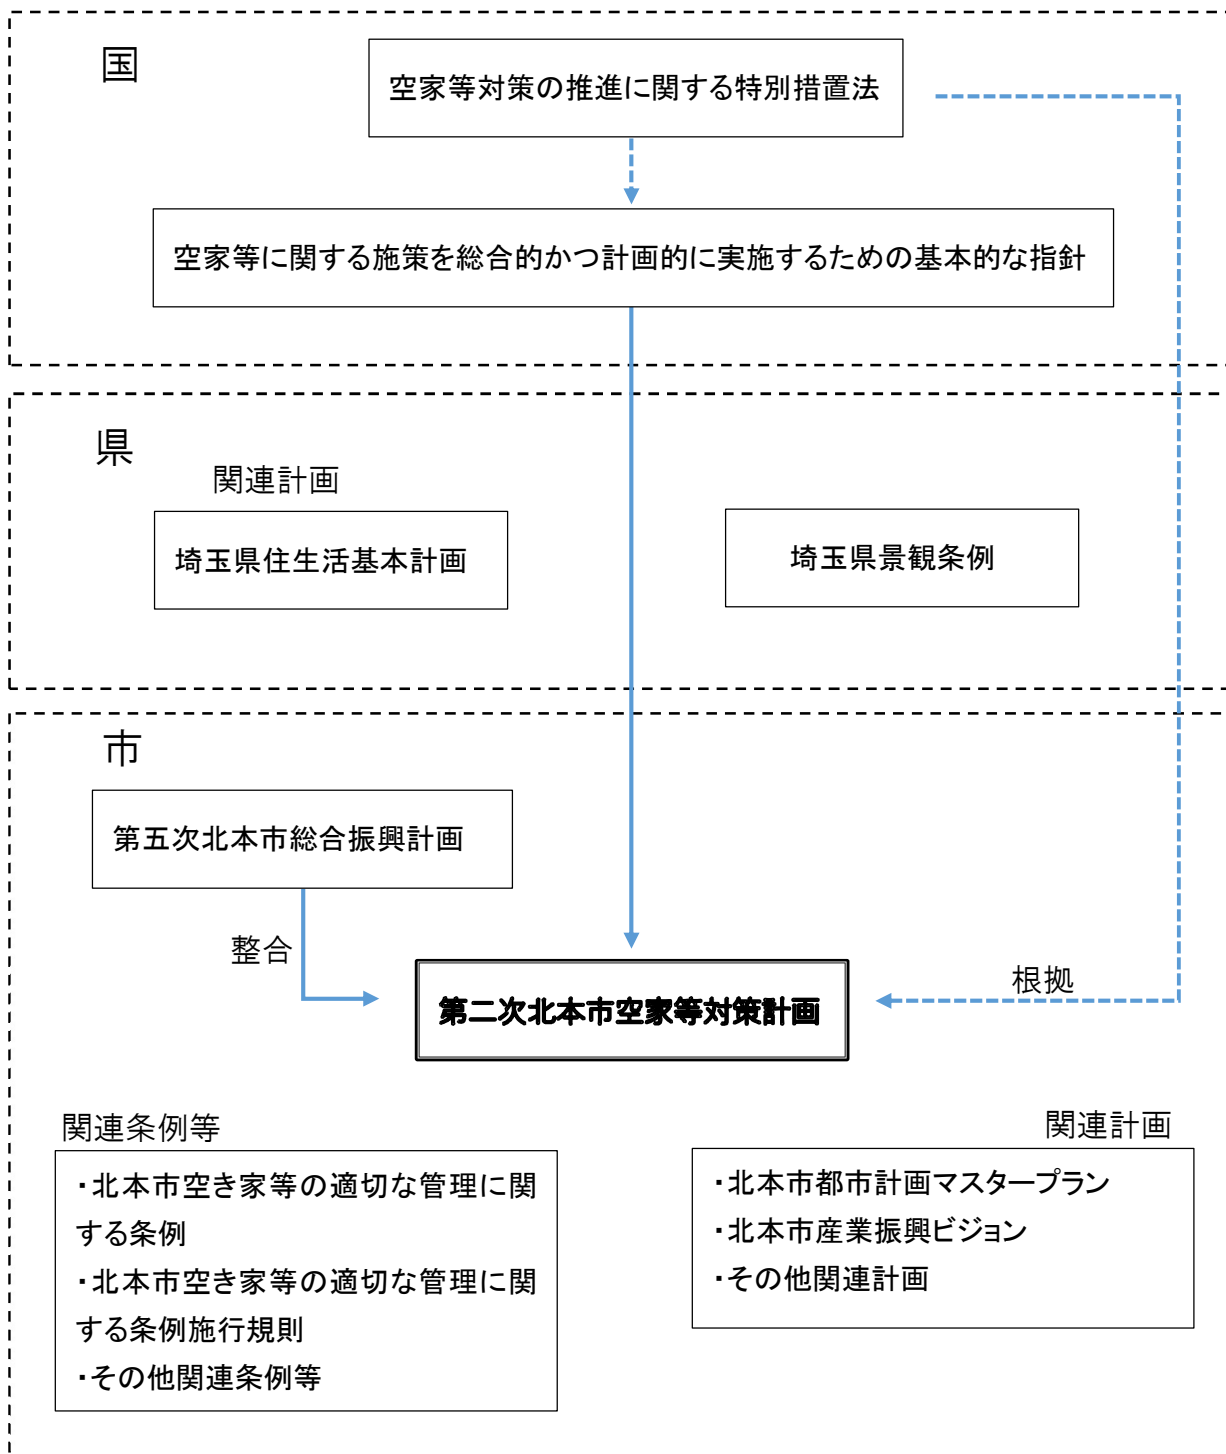 国
空家等対策の推進に関する特別措置法
空家等に関する施策を総合的かつ計画的に実施するための基本的な指針
県
関連計画
埼玉県住生活基本計画
埼玉県景観条例
市
第五次北本市総合振興計画
整合
第二次北本市空家等対策計画
根拠
関連条例等
・北本市空き家等の適切な管理に関
する条例
・北本市空き家等の適切な管理に関
する条例施行規則
・その他関連条例等
関連計画
・北本市都市計画マスタープラン
・北本市産業振興ビジョン
・その他関連計画